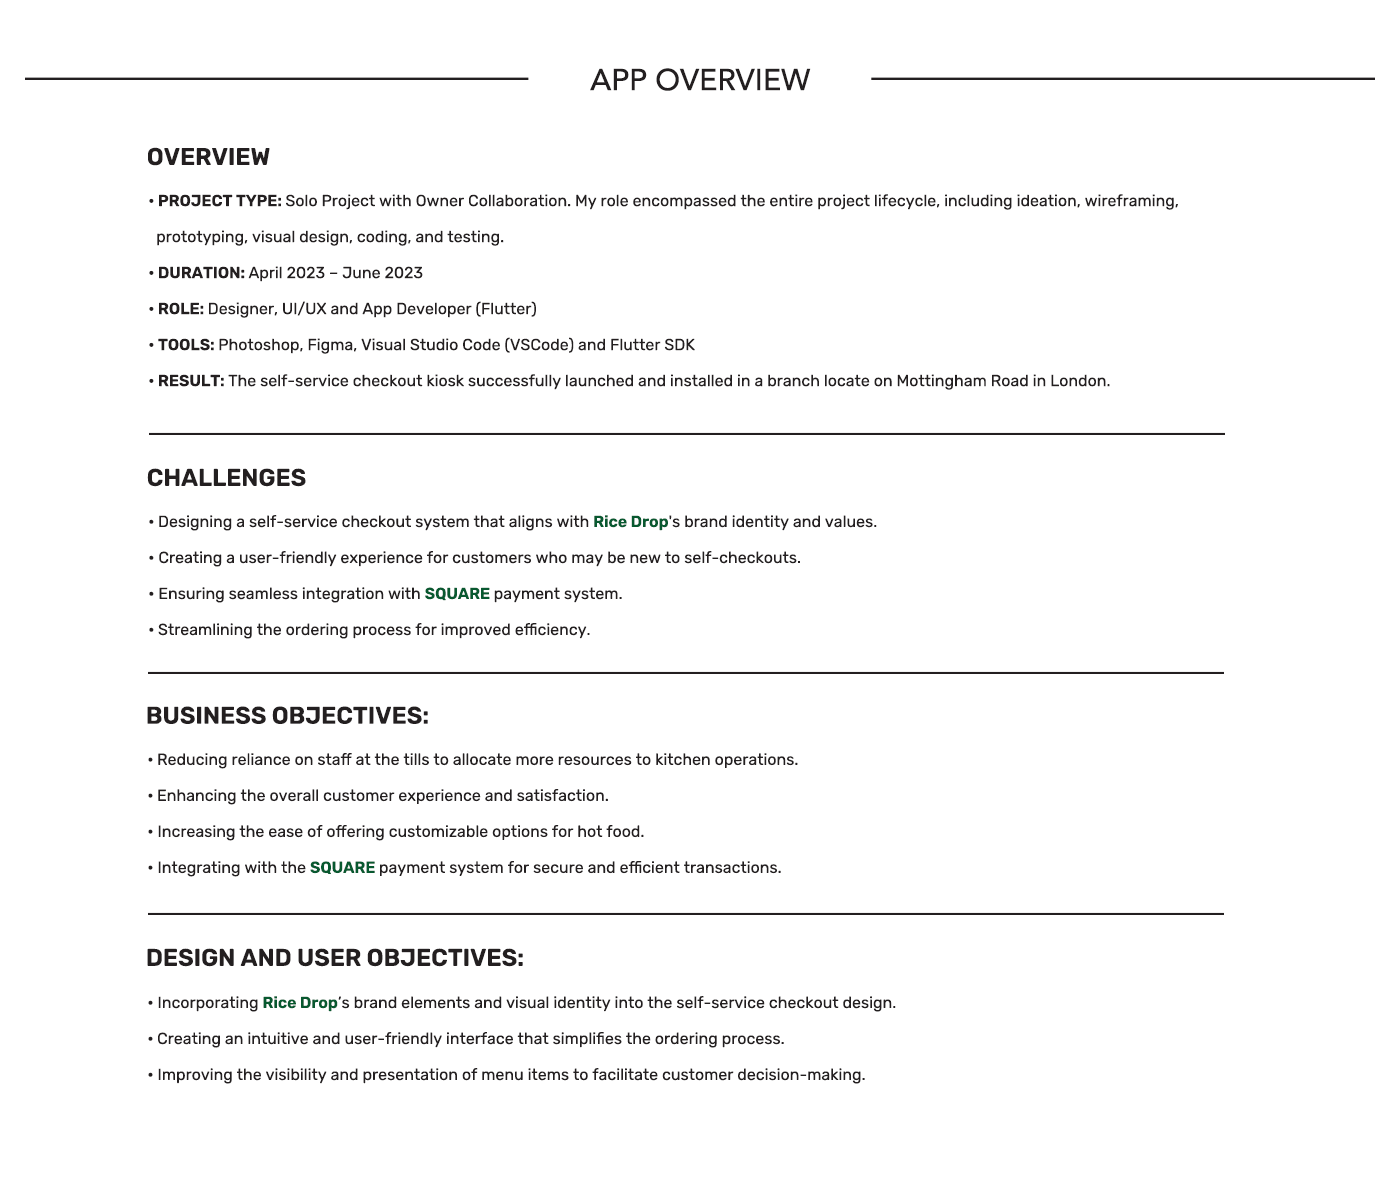 APP OVERVIEW
OVERVIEW
• PROJECT TYPE: Solo Project with Owner Collaboration. My role encompassed the entire project lifecycle, including ideation, wireframing,
prototyping, visual design, coding, and testing.
• DURATION: April 2023 – June 2023
• ROLE: Designer, UI/UX and App Developer (Flutter)
• TOOLS: Photoshop, Figma, Visual Studio Code (VSCode) and Flutter SDK
• RESULT: The self-service checkout kiosk successfully launched and installed in a branch locate on Mottingham Road in London.
CHALLENGES
• Designing a self-service checkout system that aligns with Rice Drop's brand identity and values.
• Creating a user-friendly experience for customers who may be new to self-checkouts.
• Ensuring seamless integration with SQUARE payment system.
• Streamlining the ordering process for improved efficiency.
BUSINESS OBJECTIVES:
• Reducing reliance on staff at the tills to allocate more resources to kitchen operations.
• Enhancing the overall customer experience and satisfaction.
• Increasing the ease of offering customizable options for hot food.
• Integrating with the SQUARE payment system for secure and efficient transactions.
DESIGN AND USER OBJECTIVES:
• Incorporating Rice Drop’s brand elements and visual identity into the self-service checkout design.
• Creating an intuitive and user-friendly interface that simplifies the ordering process.
• Improving the visibility and presentation of menu items to facilitate customer decision-making.